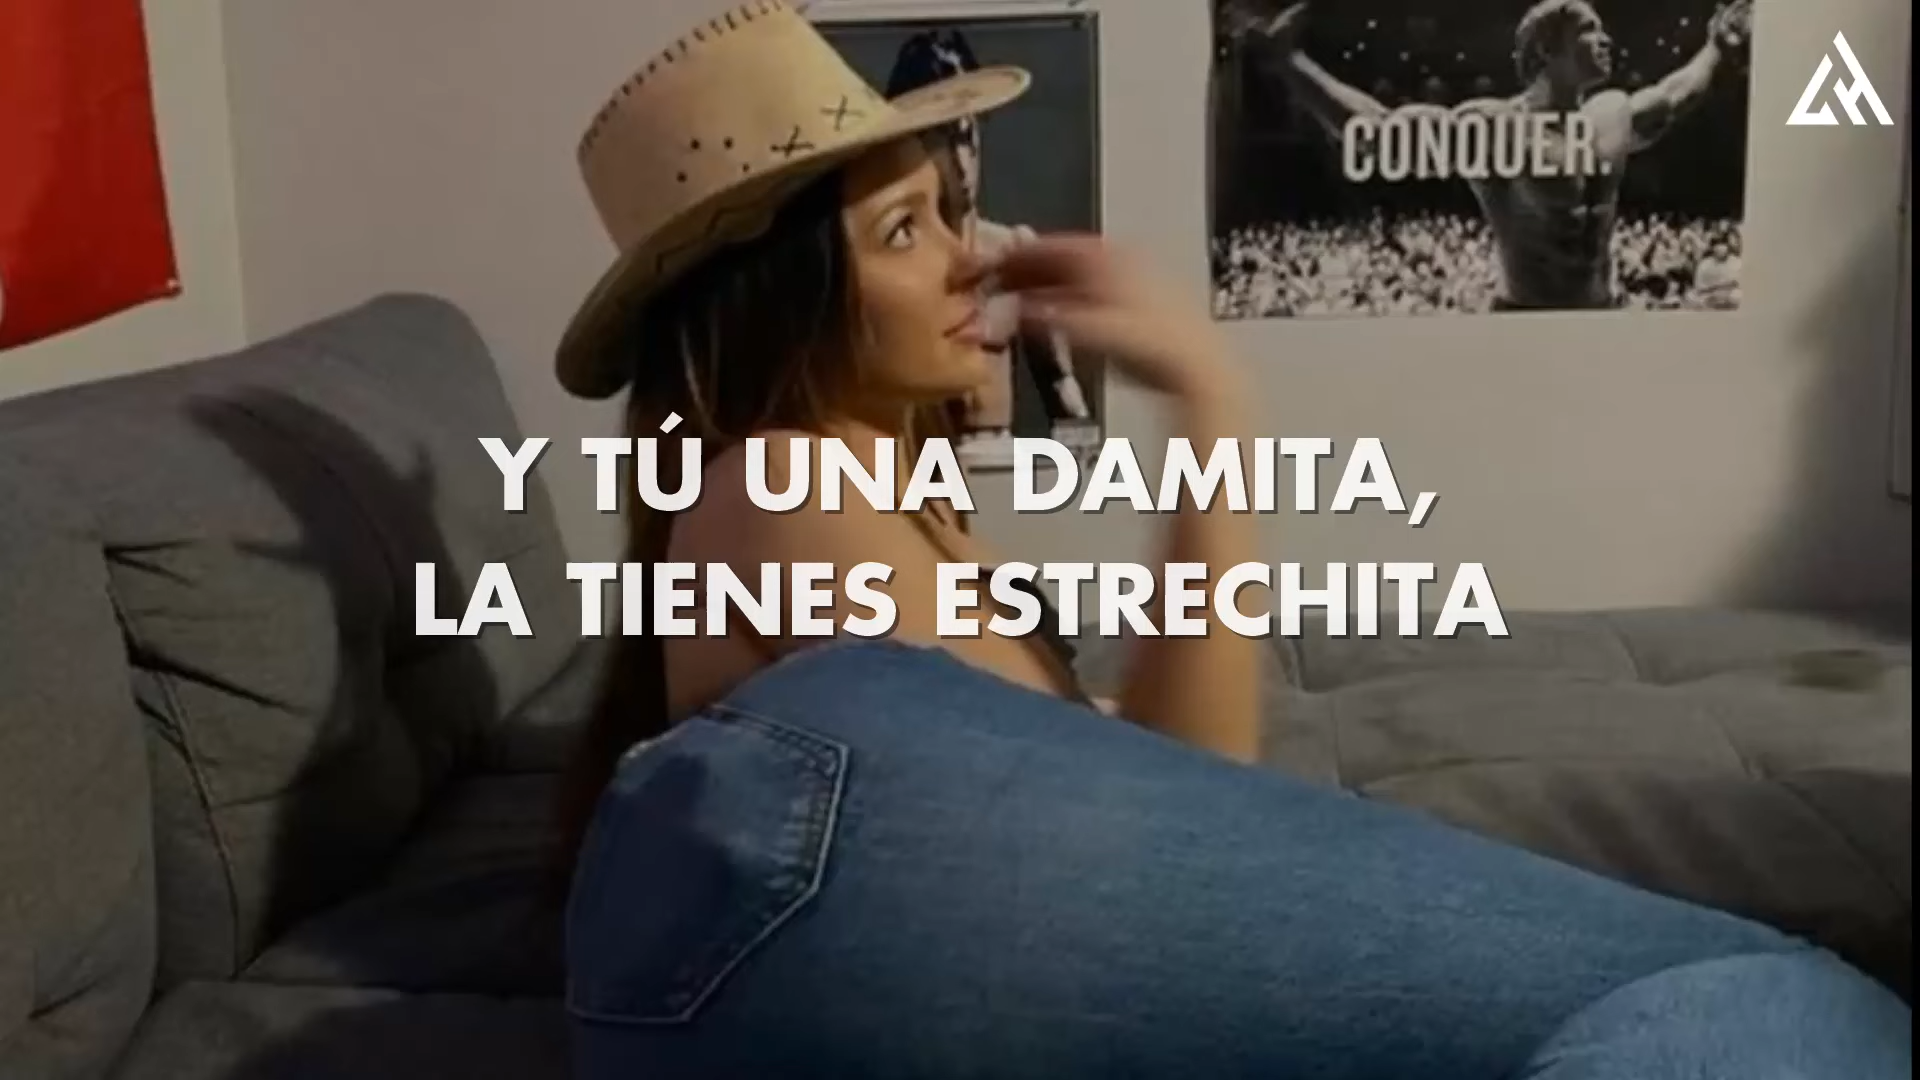 CONQUER.
Y TÚ UNA DAMITA,
LA TIENES ESTRECHITA